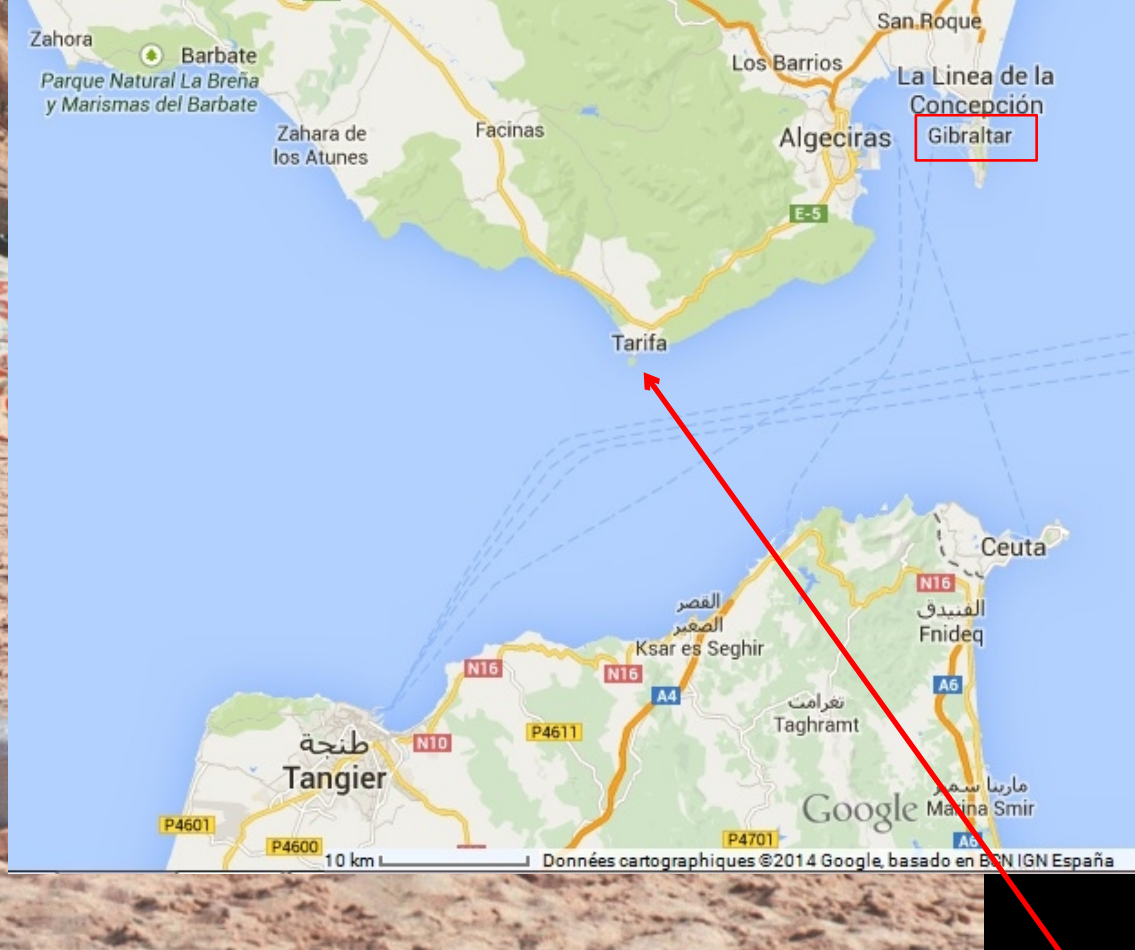 San Roque
Zahora
Barbate
Los Barrios
Parque Natural La Breña
y Marismas del Barbate
La Linea de la
Concepción
Zahara de
los Atunes
Facinas
Algeciras
Gibraltar
E-5
Tarifa
Ceuta
N16
القصر
الصغير
Ksar es Seghir
الفنيدق
Fnideq
N16
N16
A4
A6
تغرامت
Taghramt
P4611
N10
طنجة
Tangier
مارينا سمير
Marina Smir
Google
P4601
P4600
P4701
A6
10 km
Données cartographiques ©2014 Google, basado en BCN IGN España